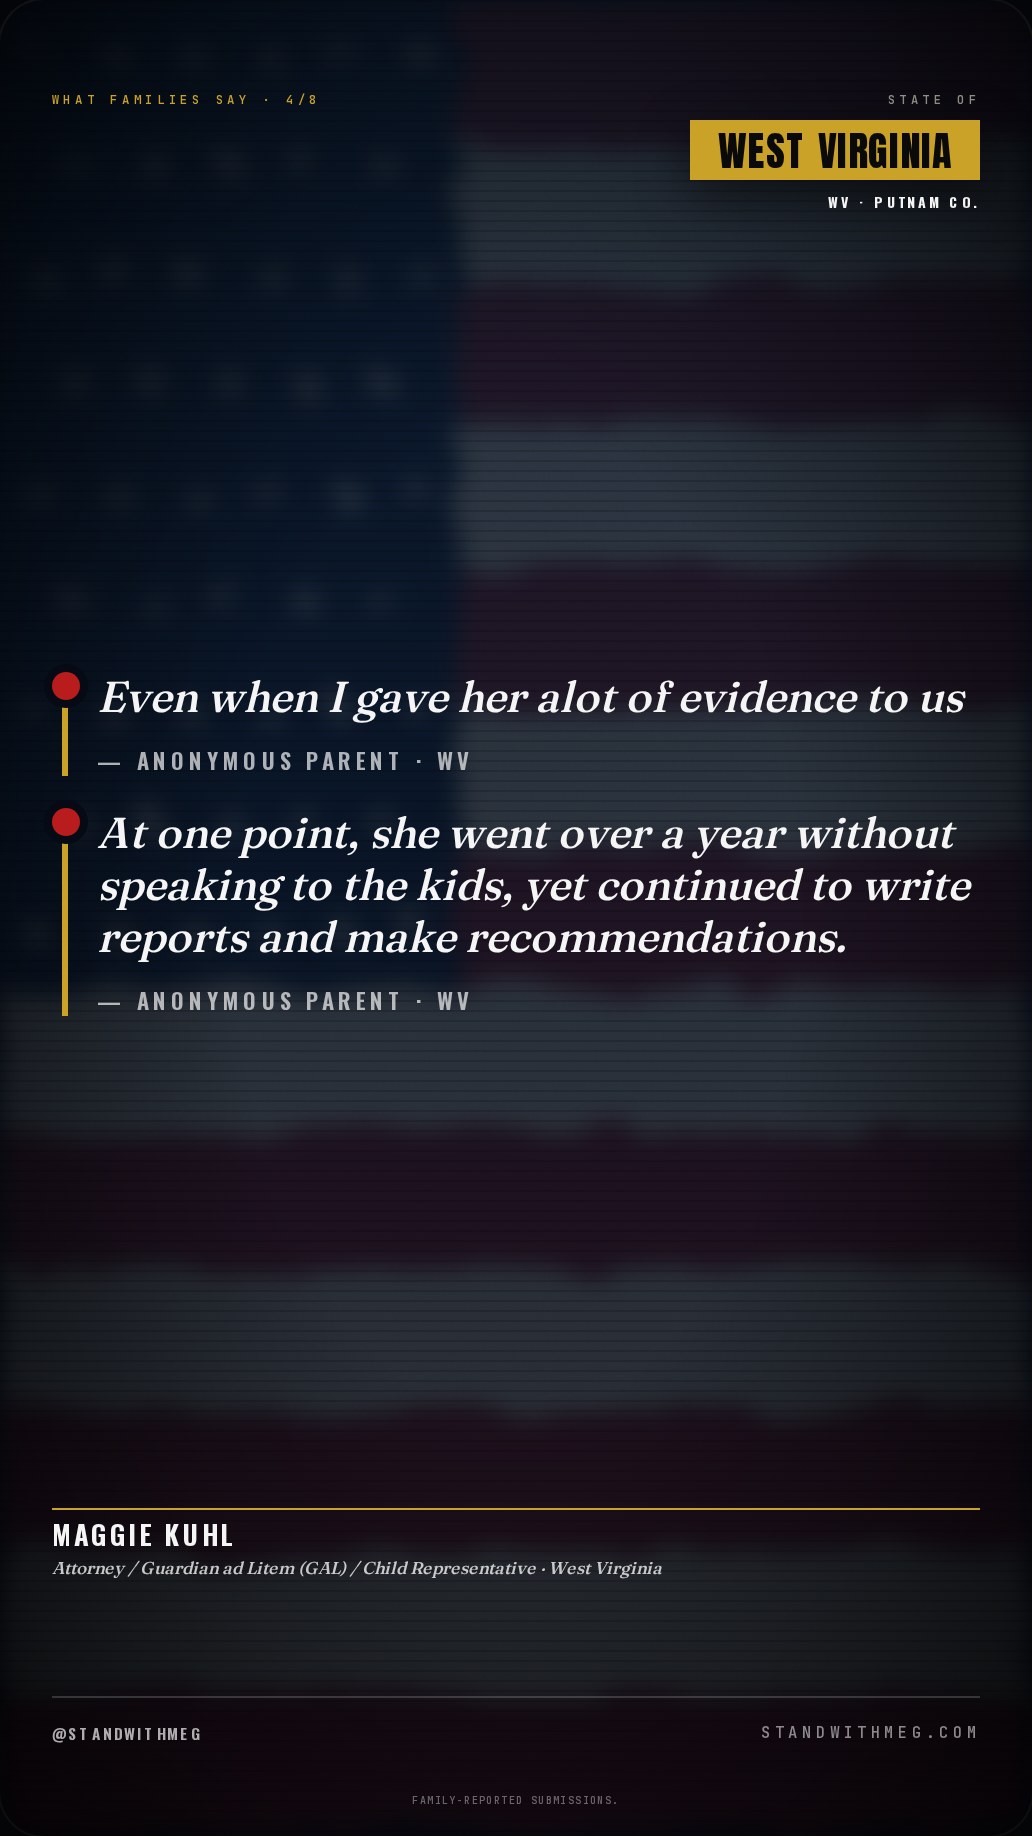 WHAT FAMILIES SAY · 4/8
STATE OF
WEST VIRGINIA
WV · PUTNAM CO.
Even when I gave her alot of evidence to us
— ANONYMOUS PARENT · WV
At one point, she went over a year without
speaking to the kids, yet continued to write
reports and make recommendations.
— ANONYMOUS PARENT · WV
MAGGIE KUHL
Attorney / Guardian ad Litem (GAL) / Child Representative · West Virginia
@STANDWITHMEG
STANDWITHMEG.COM
FAMILY-REPORTED SUBMISSIONS.